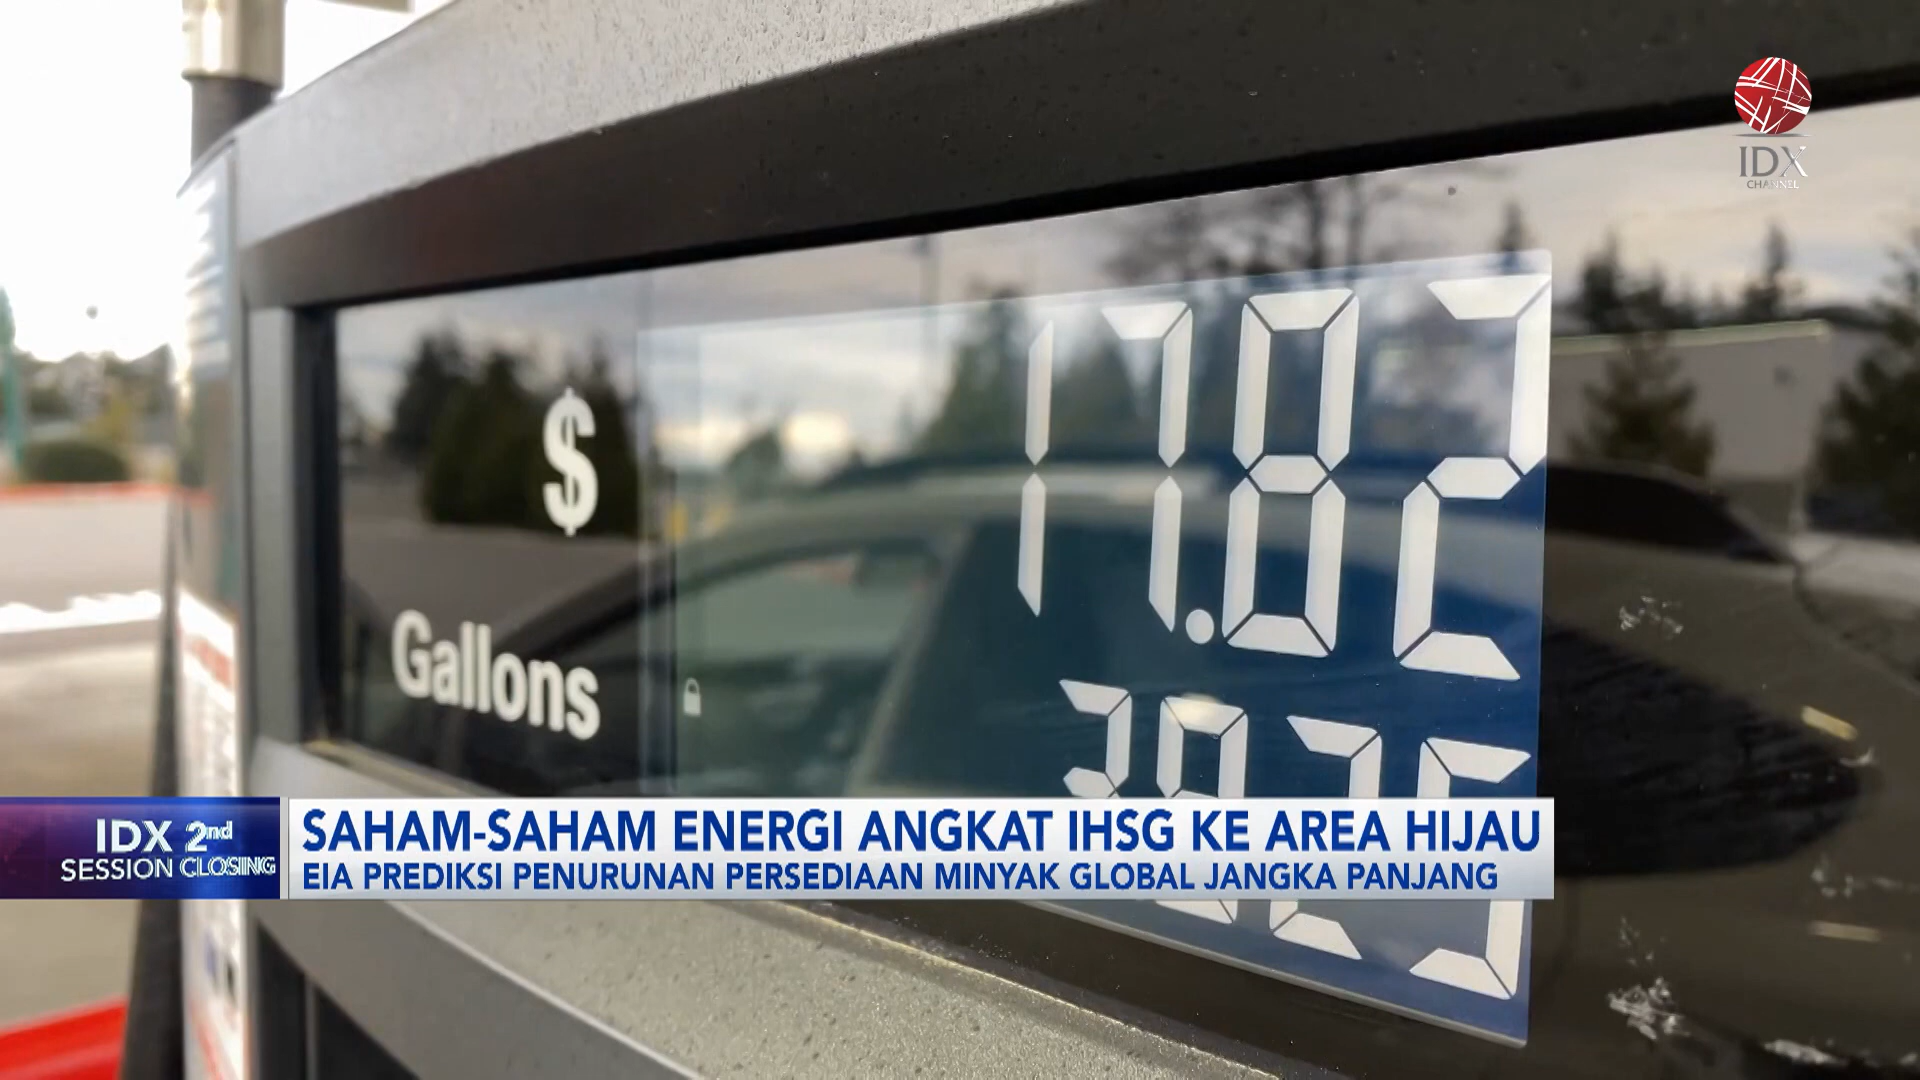 IDX
CHANNEL
$
17.82
Gallons
IDX 2nd
SESSION CLOSING
SAHAM-SAHAM ENERGI ANGKAT IHSG KE AREA HIJAU
EIA PREDIKSI PENURUNAN PERSEDIAAN MINYAK GLOBAL JANGKA PANJANG